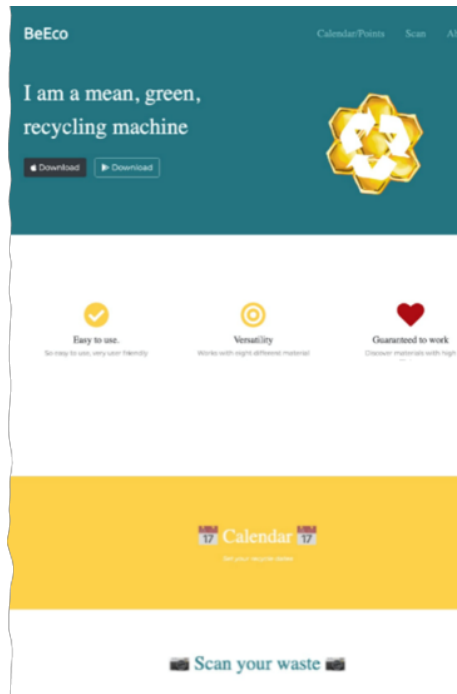 BeEco
Calendar/Points Scan
I am a mean, green,
recycling machine
Download Download
Easy to use. Versatility Guaranteed to work
So easy to use, very user friendly Works with eight different material Discover materials with high
17 Calendar 17
Scan your waste